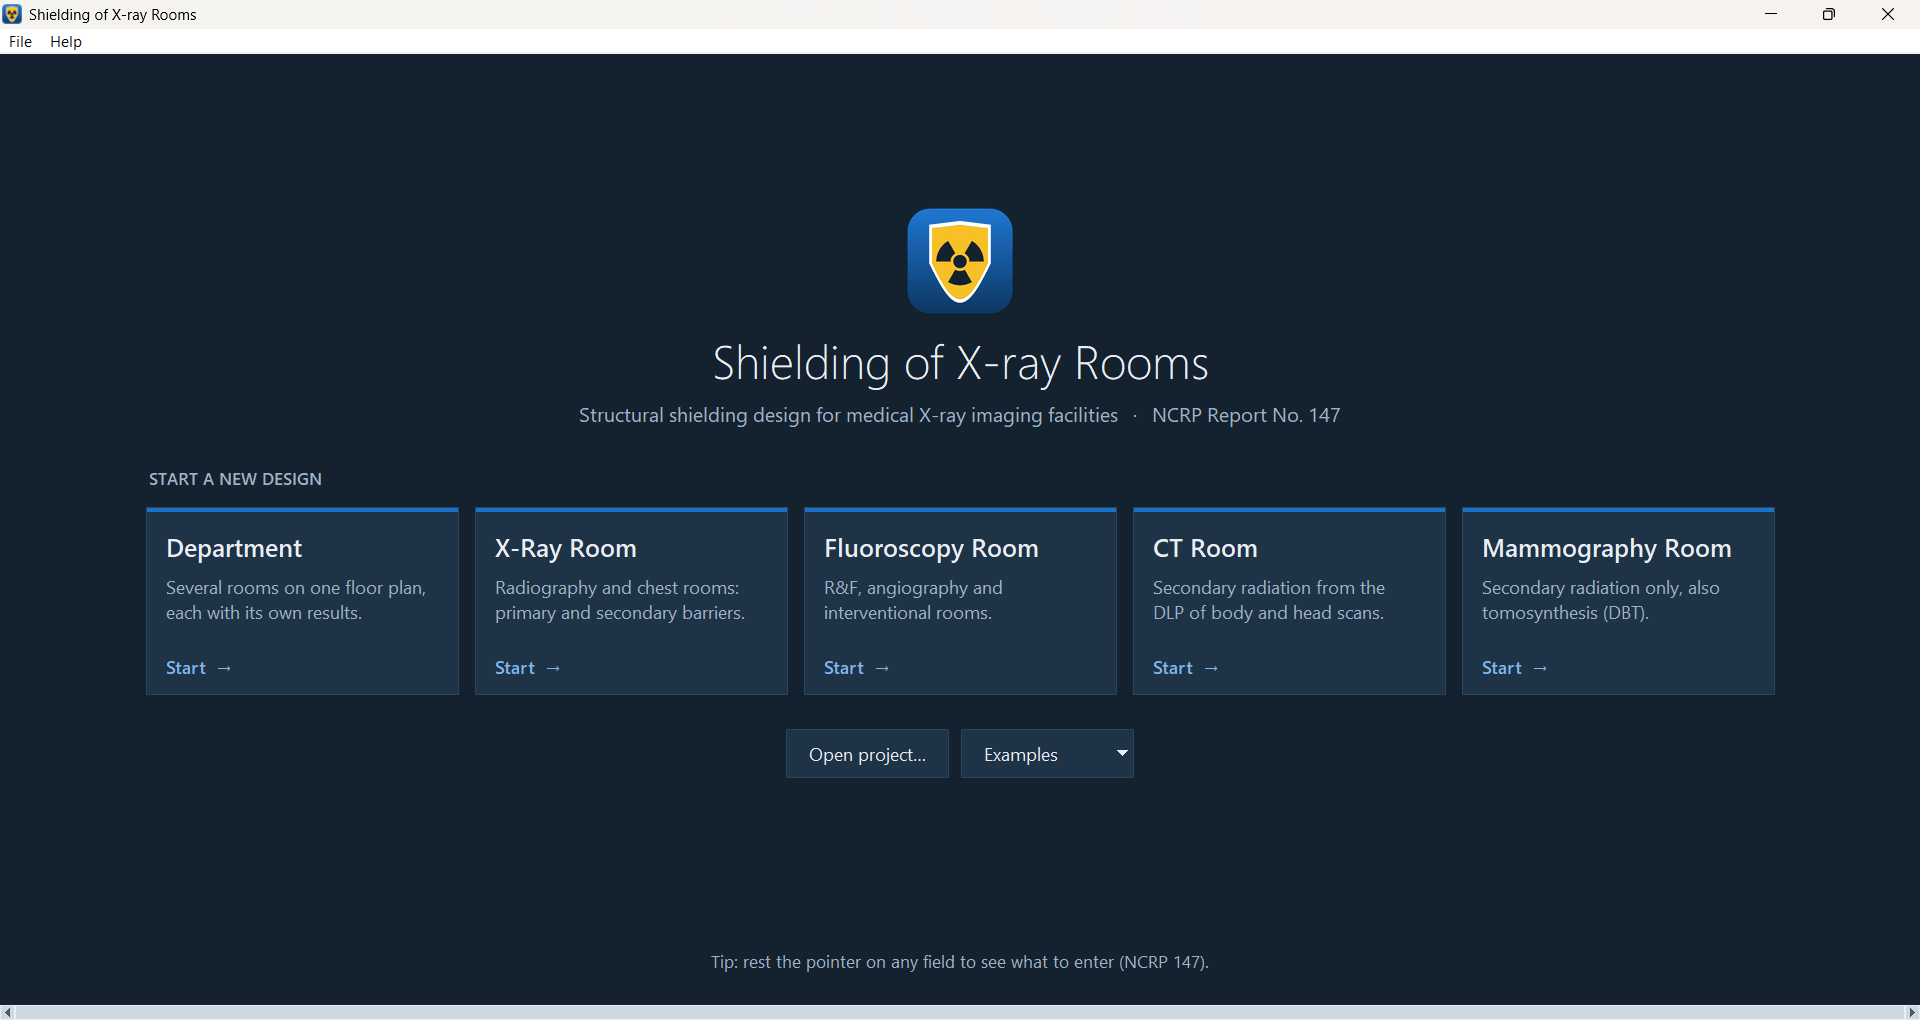 Shielding of X-ray Rooms
File Help
Shielding of X-ray Rooms
Structural shielding design for medical X-ray imaging facilities · NCRP Report No. 147
START A NEW DESIGN
Department
Several rooms on one floor plan,
each with its own results.
Start →
X-Ray Room
Radiography and chest rooms:
primary and secondary barriers.
Start →
Fluoroscopy Room
R&F, angiography and
interventional rooms.
Start →
CT Room
Secondary radiation from the
DLP of body and head scans.
Start →
Mammography Room
Secondary radiation only, also
tomosynthesis (DBT).
Start →
Open project...
Examples
Tip: rest the pointer on any field to see what to enter (NCRP 147).